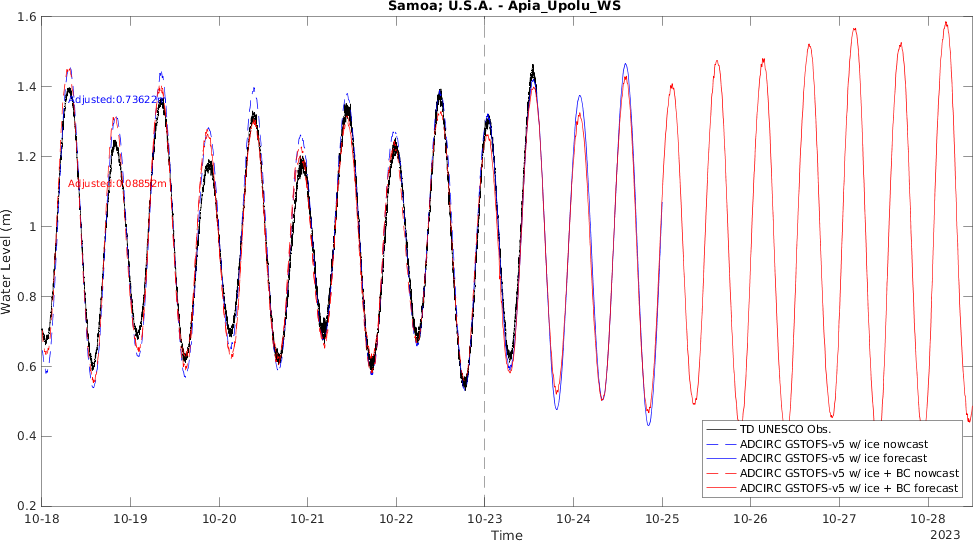 Samoa; U.S.A. - Apia_Upolu_WS
1.6
1.4
1.2
1
0.8
0.6
0.4
0.2
Water Level (m)
Adjusted:0.73622
Adjusted:0.08852m
TD UNESCO Obs.
ADCIRC GSTOFS-v5 w/ ice nowcast
ADCIRC GSTOFS-v5 w/ ice forecast
ADCIRC GSTOFS-v5 w/ ice + BC nowcast
ADCIRC GSTOFS-v5 w/ ice + BC forecast
10-18 10-19 10-20 10-21 10-22 10-23 10-24 10-25 10-26 10-27 10-28
Time
2023